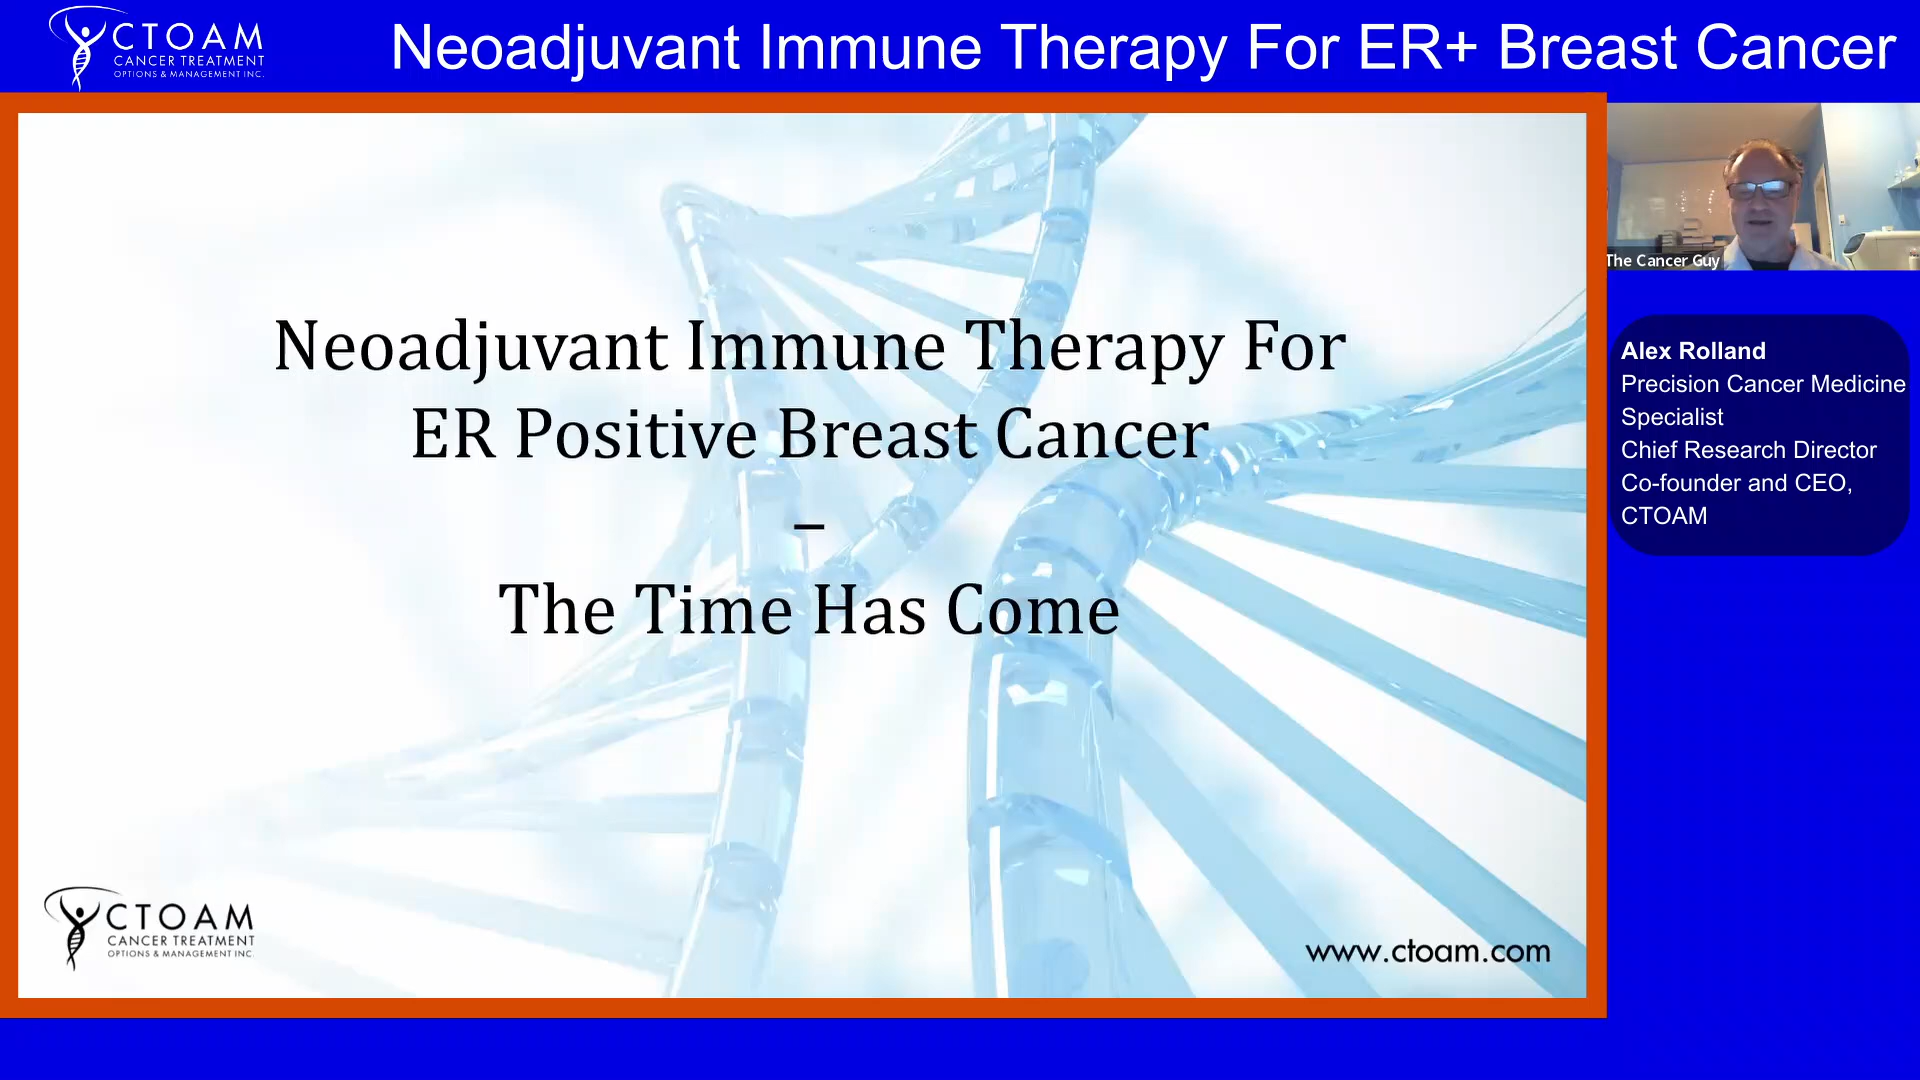 CTOAM
CANCER TREATMENT
OPTIONS & MANAGEMENT INC.
Neoadjuvant Immune Therapy For ER+ Breast Cancer
Neoadjuvant Immune Therapy For
ER Positive Breast Cancer
–
The Time Has Come
CTOAM
CANCER TREATMENT
OPTIONS & MANAGEMENT INC.
www.ctoam.com
The Cancer Guy
Alex Rolland
Precision Cancer Medicine
Specialist
Chief Research Director
Co-founder and CEO,
CTOAM